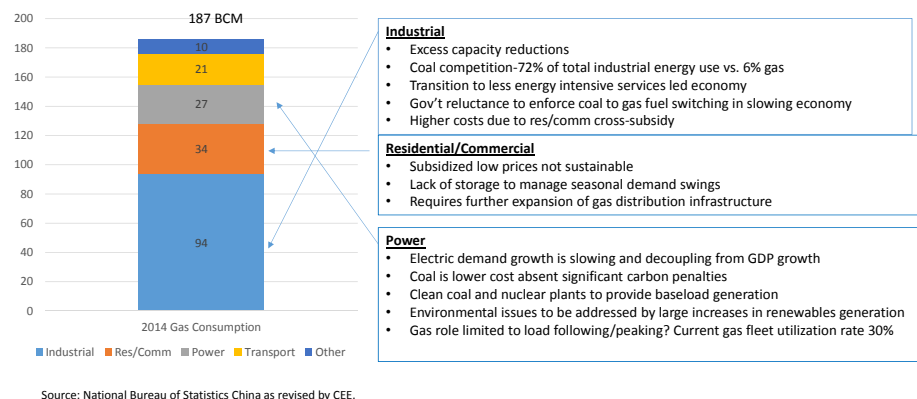 187 BCM
200
180
160
140
120
100
80
60
40
20
0
10
21
27
34
94
2014 Gas Consumption
Industrial Res/Comm Power Transport Other
Industrial
• Excess capacity reductions
• Coal competition-72% of total industrial energy use vs. 6% gas
• Transition to less energy intensive services led economy
• Gov't reluctance to enforce coal to gas fuel switching in slowing economy
• Higher costs due to res/comm cross-subsidy
Residential/Commercial
• Subsidized low prices not sustainable
• Lack of storage to manage seasonal demand swings
• Requires further expansion of gas distribution infrastructure
Power
• Electric demand growth is slowing and decoupling from GDP growth
• Coal is lower cost absent significant carbon penalties
• Clean coal and nuclear plants to provide baseload generation
• Environmental issues to be addressed by large increases in renewables generation
• Gas role limited to load following/peaking? Current gas fleet utilization rate 30%
Source: National Bureau of Statistics China as revised by CEE.